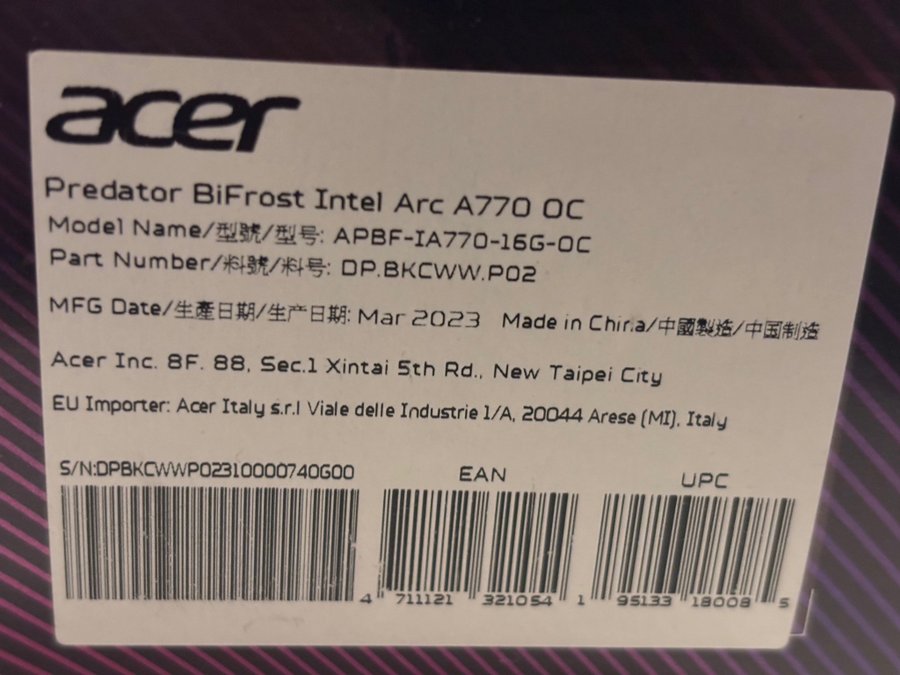 acer
Predator BiFrost Intel Arc A770 OC
Model Name/型號/型号: APBF-IA770-16G-OC
Part Number/料號/料号: DP.BKCWW.P02
MFG Date/生產日期/生产日期: Mar 2023 Made in China/中國製造/中国制造
Acer Inc. 8F. 88, Sec.1 Xintai 5th Rd., New Taipei City
EU Importer: Acer Italy s.r.l Viale delle Industrie 1/A, 20044 Arese (MI), Italy
S/N:DPBKCWWP02310000740G00 EAN UPC
4 711121 321054 1 95133 18008 5